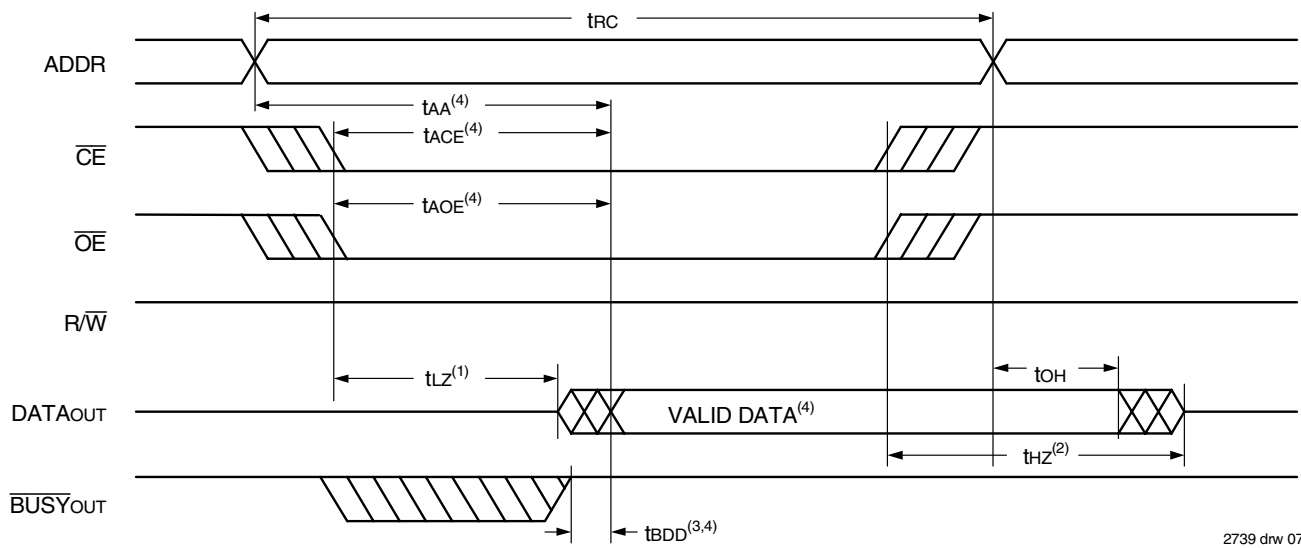 tRC
ADDR
tAA(4)
tACE(4)
CE
tAOE(4)
OE
R/W
tLZ(1)
tOH
DATAOUT
VALID DATA(4)
tHZ(2)
BUSYOUT
tBDD(3,4)
2739 drw 07